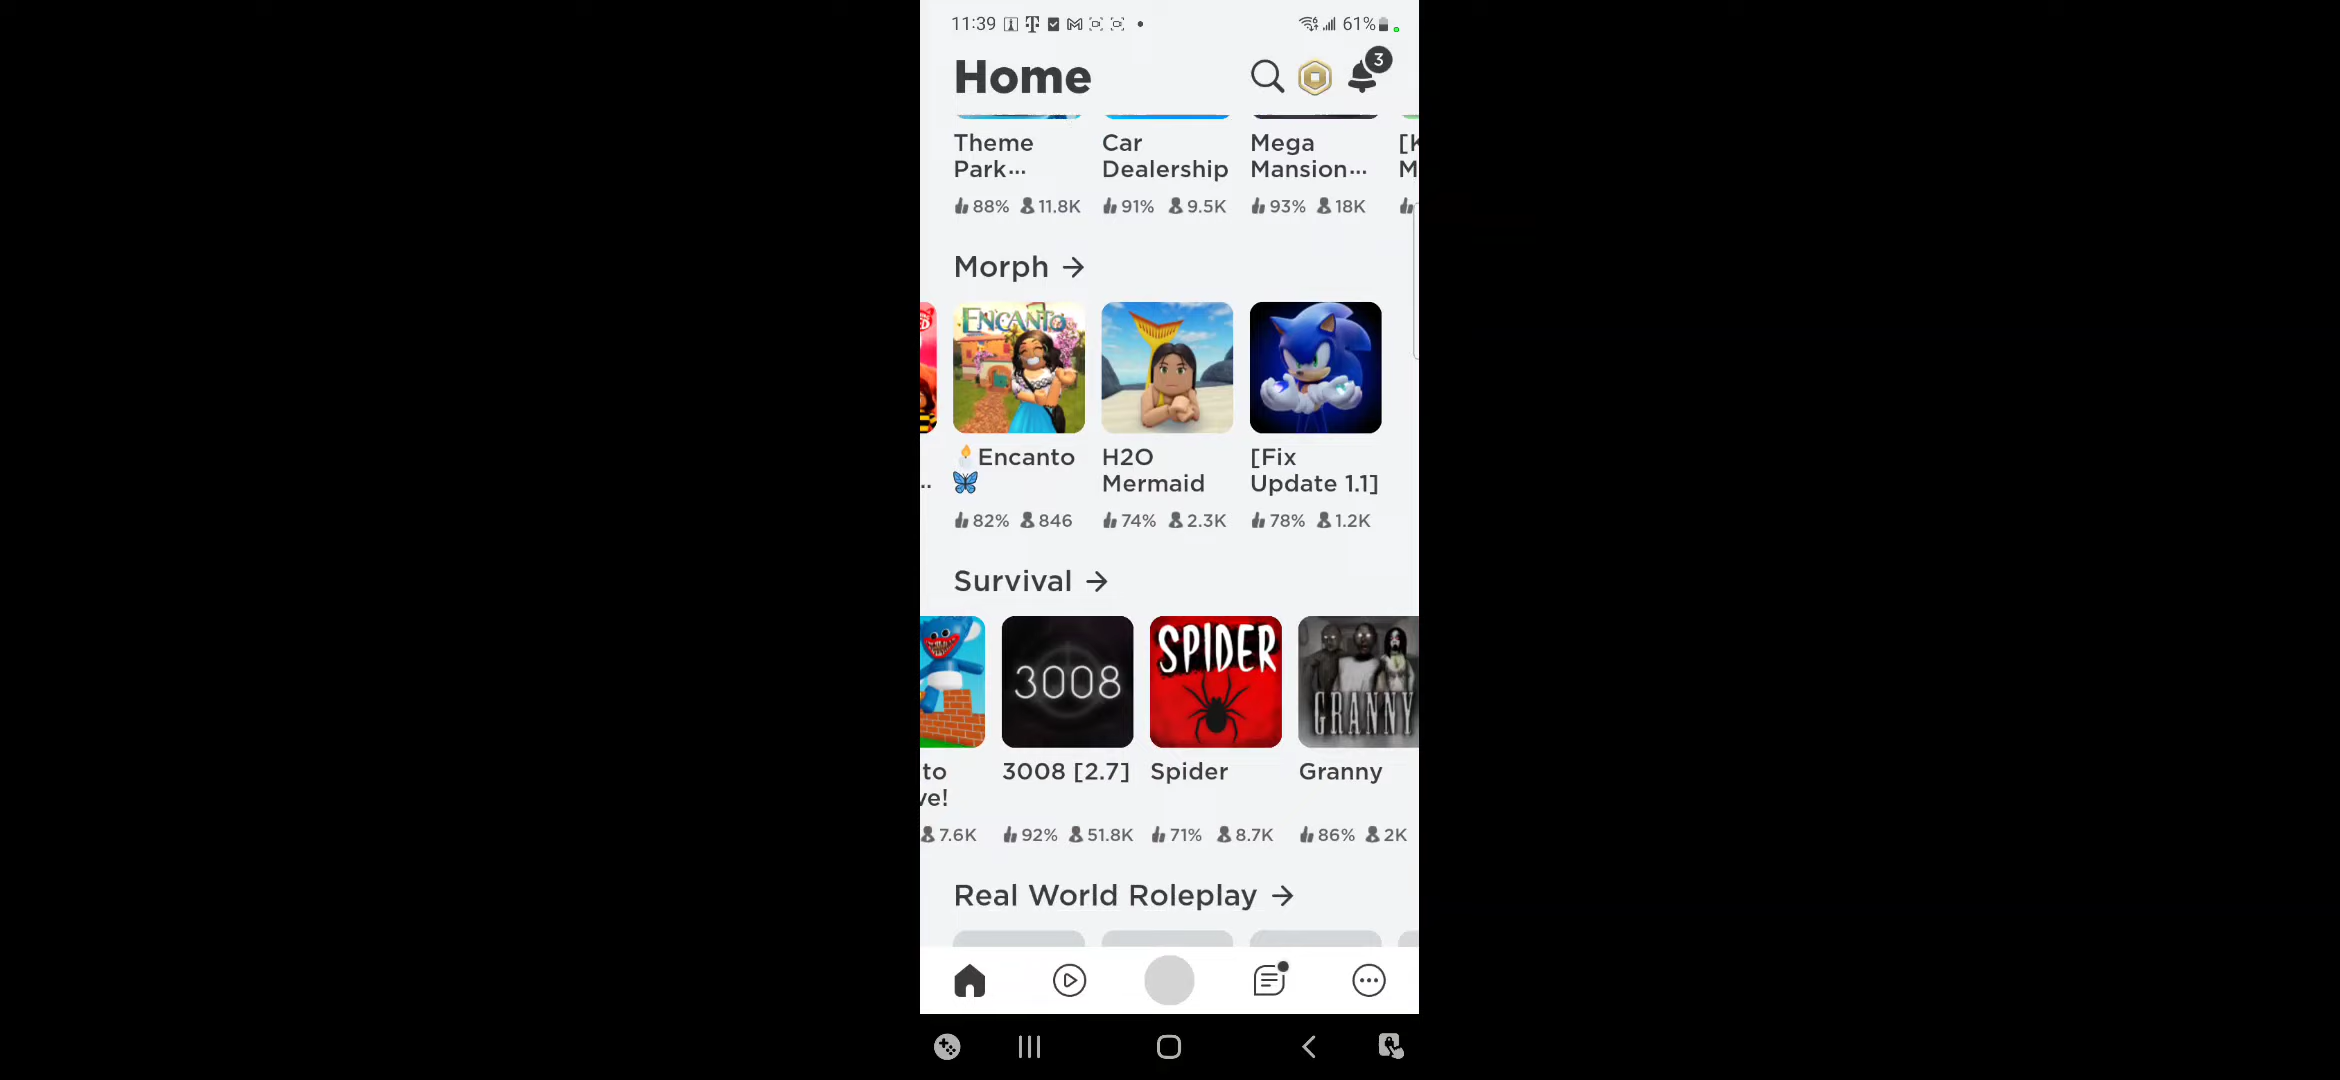 11:39
61%
Home
3
Theme Park...
Car Dealership
Mega Mansion...
[K
M
88% 11.8K
91% 9.5K
93% 18K
Morph →
ENCANTO
🕯️Encanto🦋
H2O Mermaid
[Fix Update 1.1]
82% 846
74% 2.3K
78% 1.2K
Survival →
3008
SPIDER
GRANNY
to
ve!
3008 [2.7]
Spider
Granny
7.6K
92% 51.8K
71% 8.7K
86% 2K
Real World Roleplay →